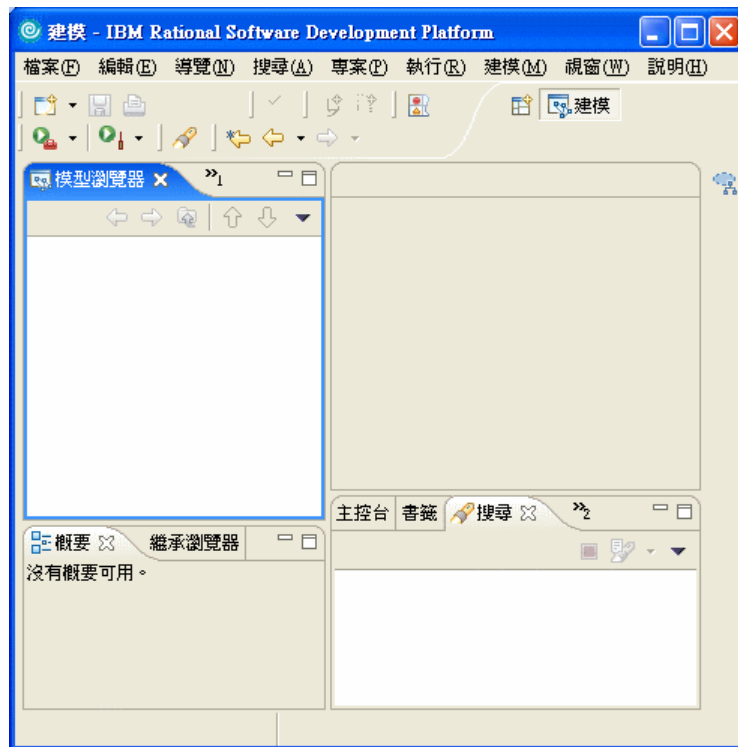 建模 - IBM Rational Software Development Platform
檔案(F) 編輯(E) 導覽(N) 搜尋(A) 專案(P) 執行(R) 建模(M) 視窗(W) 說明(H)
建模
模型瀏覽器 »1
主控台 書籤 搜尋 »2
概要 繼承瀏覽器
沒有概要可用。